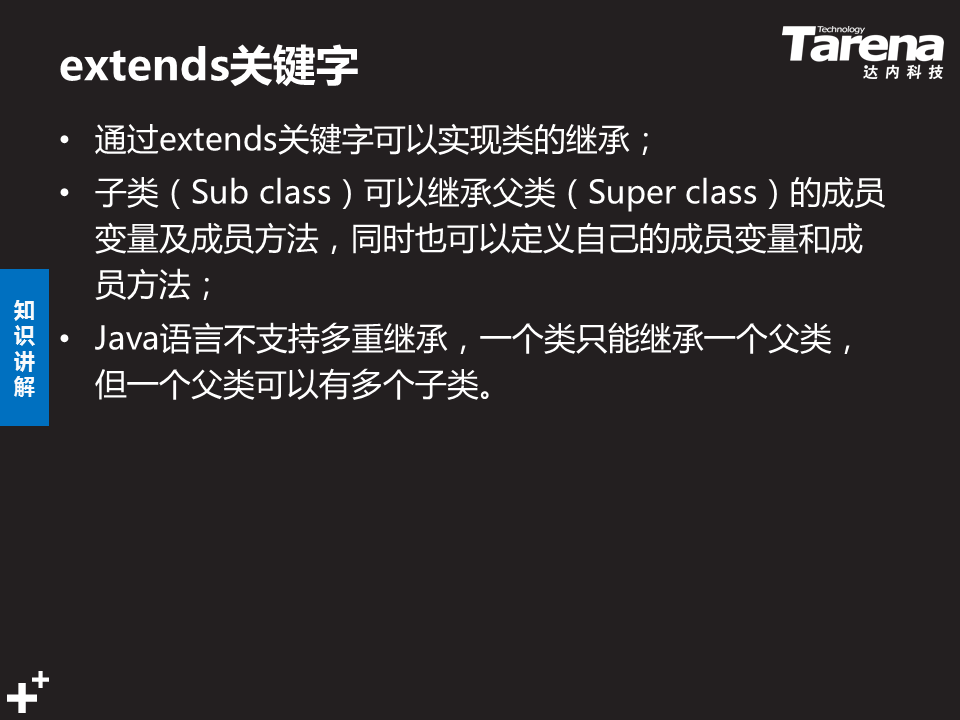 extends关键字
Technology
Tarena
达内科技
• 通过extends关键字可以实现类的继承；
• 子类（Sub class）可以继承父类（Super class）的成员
变量及成员方法，同时也可以定义自己的成员变量和成
员方法；
• Java语言不支持多重继承，一个类只能继承一个父类，
但一个父类可以有多个子类。
知
识
讲
解